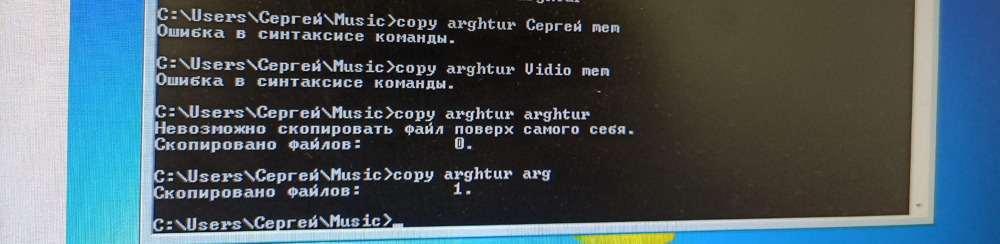 C:\Users\Сергей\Music>copy arghtur Сергей mem
Ошибка в синтаксисе команды.
C:\Users\Сергей\Music>copy arghtur Vidio mem
Ошибка в синтаксисе команды.
C:\Users\Сергей\Music>copy arghtur arghtur
Невозможно скопировать файл поверх самого себя.
Скопировано файлов: 0.
C:\Users\Сергей\Music>copy arghtur arg
Скопировано файлов: 1.
C:\Users\Сергей\Music>_